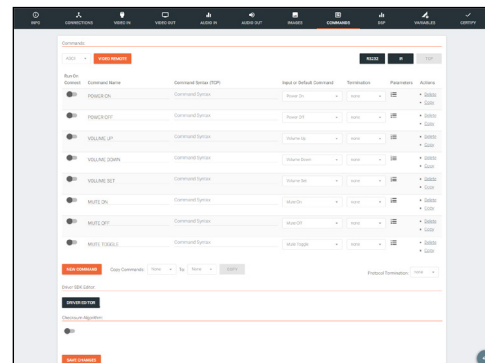 INFO CONNECTIONS VIDEO IN VIDEO OUT AUDIO IN AUDIO OUT IMAGES COMMANDS DSP VARIABLES CERTIFY
Commands
ASCII VIDEO REMOTE RS232 IR TCP
Run On Connect Command Name Command Syntax (TCP) Input or Default Command Termination Parameters Actions
POWER ON Command Syntax Power On none Delete
Copy
POWER OFF Command Syntax Power Off none Delete
Copy
VOLUME UP Command Syntax Volume Up none Delete
Copy
VOLUME DOWN Command Syntax Volume Down none Delete
Copy
VOLUME SET Command Syntax Volume Set none Delete
Copy
MUTE ON Command Syntax Mute On none Delete
Copy
MUTE OFF Command Syntax Mute Off none Delete
Copy
MUTE TOGGLE Command Syntax Mute Toggle none Delete
Copy
NEW COMMAND Copy Commands: None To: None COPY Protocol Termination: none
Driver SDK Editor
DRIVER EDITOR
Disclosure Algorithm
SAVE CHANGES